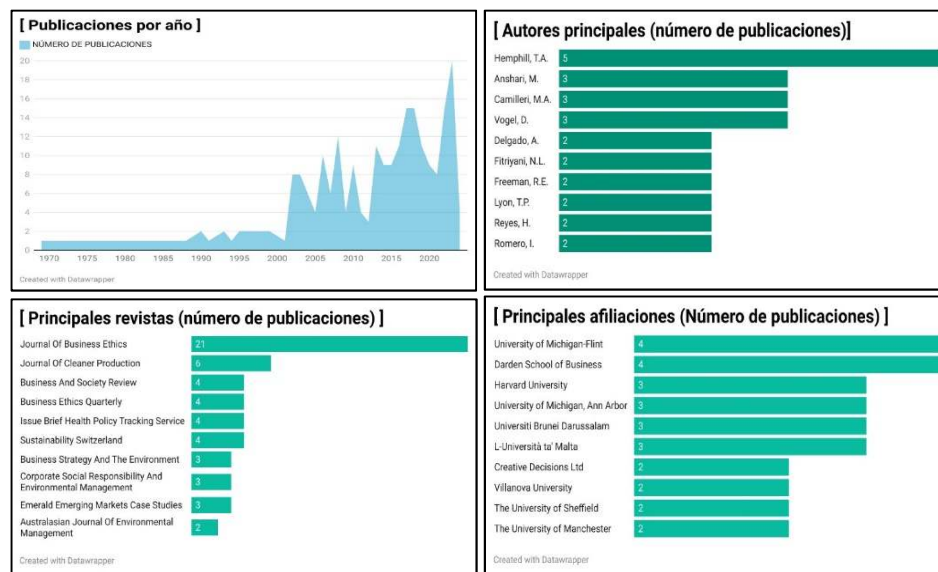 [ Publicaciones por año ]
NÚMERO DE PUBLICACIONES
20
18
16
14
12
10
8
6
4
2
0
1970 1975 1980 1985 1990 1995 2000 2005 2010 2015 2020
Created with Datawrapper
[ Autores principales (número de publicaciones)]
Hemphill, T.A. 5
Anshari, M. 3
Camilleri, M.A. 3
Vogel, D. 3
Delgado, A. 2
Fitriyani, N.L. 2
Freeman, R.E. 2
Lyon, T.P. 2
Reyes, H. 2
Romero, I. 2
Created with Datawrapper
[ Principales revistas (número de publicaciones) ]
Journal Of Business Ethics 21
Journal Of Cleaner Production 6
Business And Society Review 4
Business Ethics Quarterly 4
Issue Brief Health Policy Tracking Service 4
Sustainability Switzerland 4
Business Strategy And The Environment 3
Corporate Social Responsibility And
Environmental Management 3
Emerald Emerging Markets Case Studies 3
Australasian Journal Of Environmental
Management 2
Created with Datawrapper
[ Principales afiliaciones (Número de publicaciones) ]
University of Michigan-Flint 4
Darden School of Business 4
Harvard University 3
University of Michigan, Ann Arbor 3
Universiti Brunei Darussalam 3
L-Università ta' Malta 3
Creative Decisions Ltd 2
Villanova University 2
The University of Sheffield 2
The University of Manchester 2
Created with Datawrapper